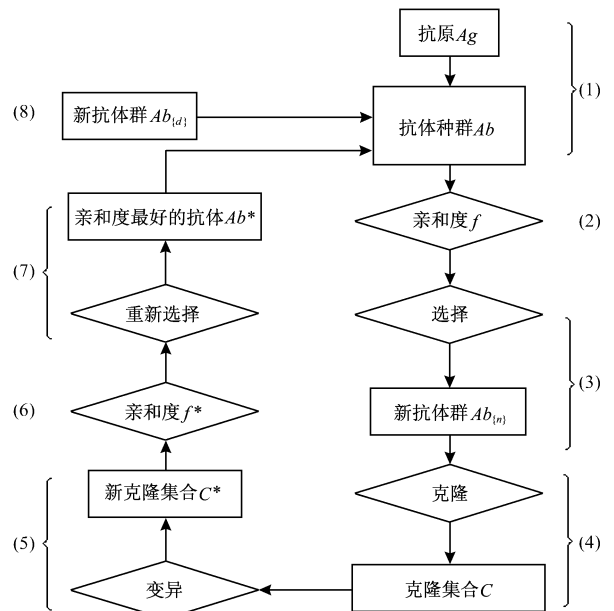 抗原Ag
(1)
(8)
新抗体群Ab{d}
抗体种群Ab
亲和度最好的抗体Ab*
亲和度f
(2)
(7)
重新选择
选择
(3)
(6)
亲和度f*
新抗体群Ab{n}
新克隆集合C*
克隆
(5)
(4)
变异
克隆集合C